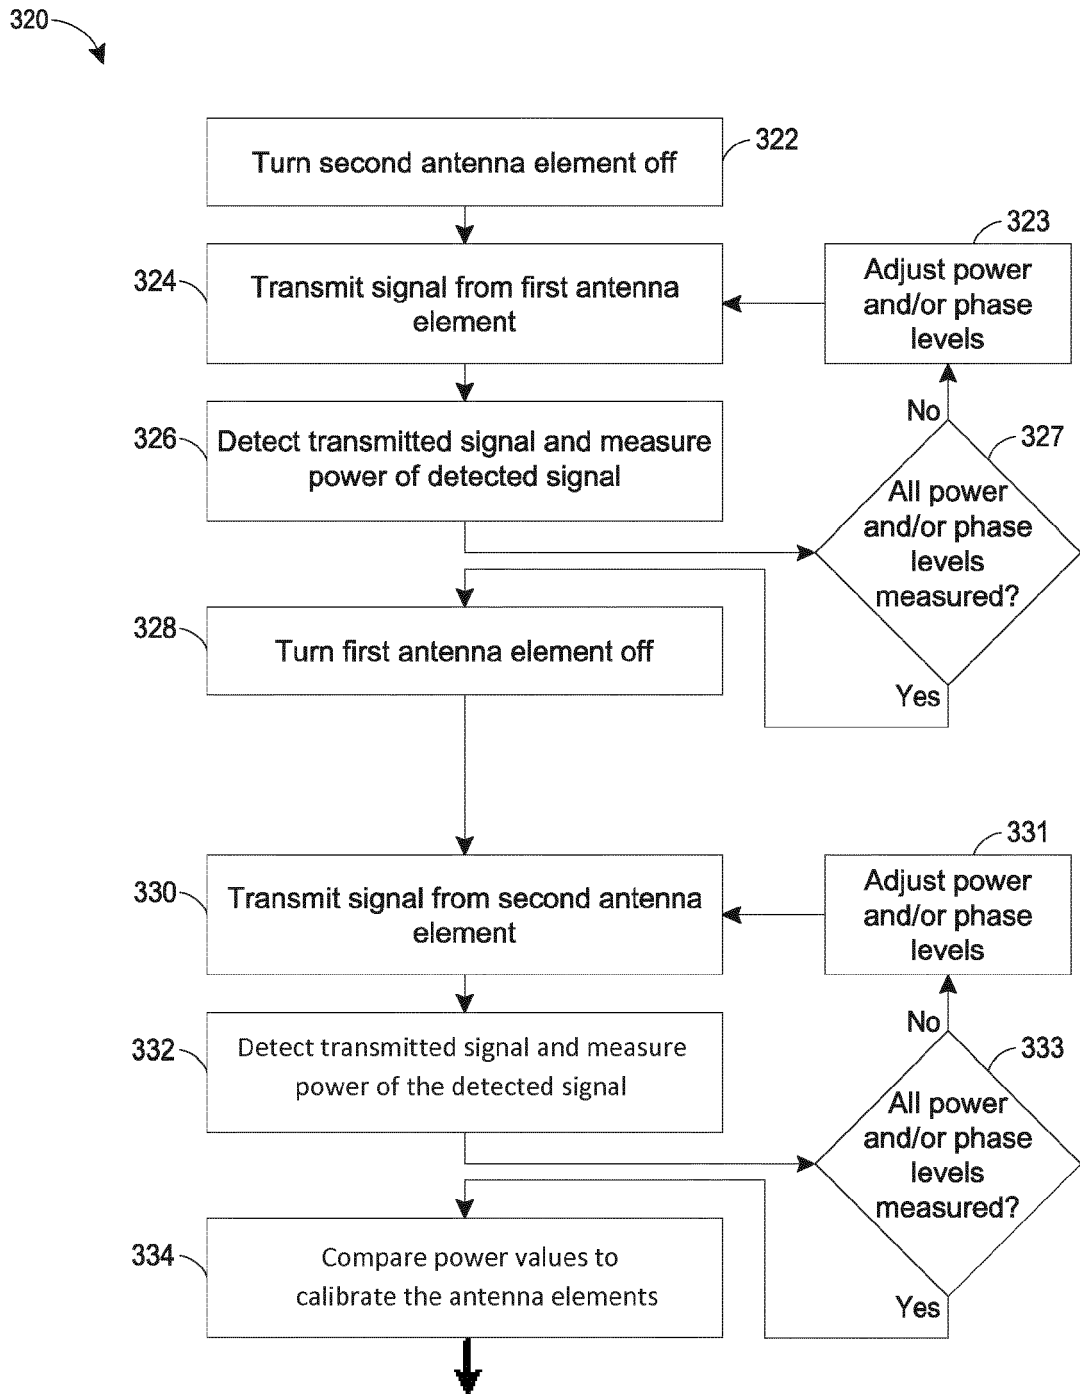 320
Turn second antenna element off
322
324
Transmit signal from first antenna
element
323
Adjust power
and/or phase
levels
326
Detect transmitted signal and measure
power of detected signal
No
327
All power
and/or phase
levels
measured?
Yes
328
Turn first antenna element off
330
Transmit signal from second antenna
element
331
Adjust power
and/or phase
levels
332
Detect transmitted signal and measure
power of the detected signal
No
333
All power
and/or phase
levels
measured?
Yes
334
Compare power values to
calibrate the antenna elements